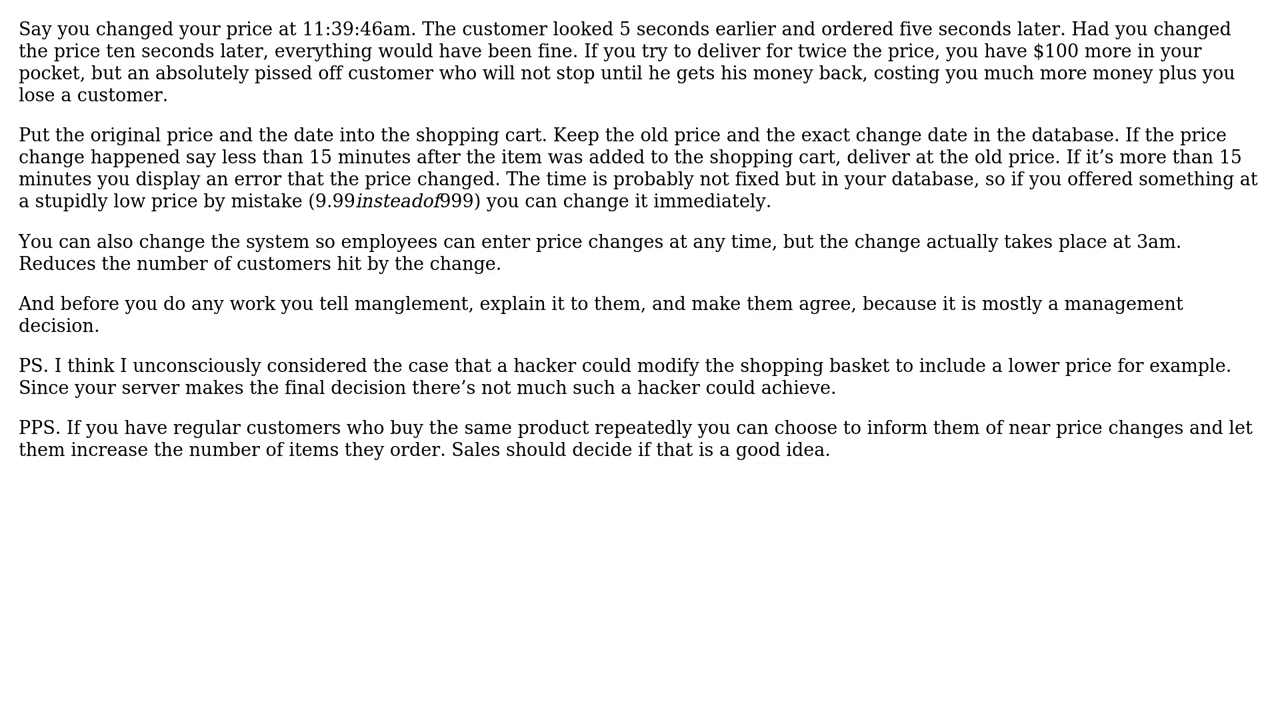 Say you changed your price at 11:39:46am. The customer looked 5 seconds earlier and ordered five seconds later. Had you changed
the price ten seconds later, everything would have been fine. If you try to deliver for twice the price, you have $100 more in your
pocket, but an absolutely pissed off customer who will not stop until he gets his money back, costing you much more money plus you
lose a customer.
Put the original price and the date into the shopping cart. Keep the old price and the exact change date in the database. If the price
change happened say less than 15 minutes after the item was added to the shopping cart, deliver at the old price. If it’s more than 15
minutes you display an error that the price changed. The time is probably not fixed but in your database, so if you offered something at
a stupidly low price by mistake (9.99insteadof999) you can change it immediately.
You can also change the system so employees can enter price changes at any time, but the change actually takes place at 3am.
Reduces the number of customers hit by the change.
And before you do any work you tell manglement, explain it to them, and make them agree, because it is mostly a management
decision.
PS. I think I unconsciously considered the case that a hacker could modify the shopping basket to include a lower price for example.
Since your server makes the final decision there’s not much such a hacker could achieve.
PPS. If you have regular customers who buy the same product repeatedly you can choose to inform them of near price changes and let
them increase the number of items they order. Sales should decide if that is a good idea.